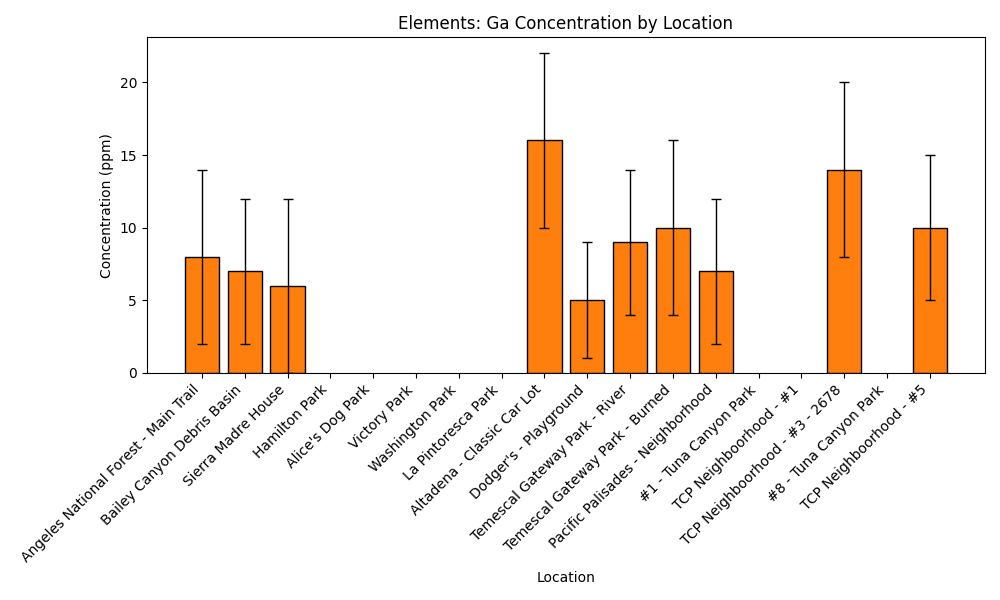 Elements: Ga Concentration by Location
Concentration (ppm)
20
15
10
5
0
Angeles National Forest - Main Trail
Bailey Canyon Debris Basin
Sierra Madre House
Hamilton Park
Alice's Dog Park
Victory Park
Washington Park
La Pintoresca Park
Altadena - Classic Car Lot
Dodger's - Playground
Temescal Gateway Park - River
Temescal Gateway Park - Burned
Pacific Palisades - Neighborhood
#1 - Tuna Canyon Park
TCP Neighboorhood - #1
TCP Neighboorhood - #3 - 2678
#8 - Tuna Canyon Park
TCP Neighboorhood - #5
Location